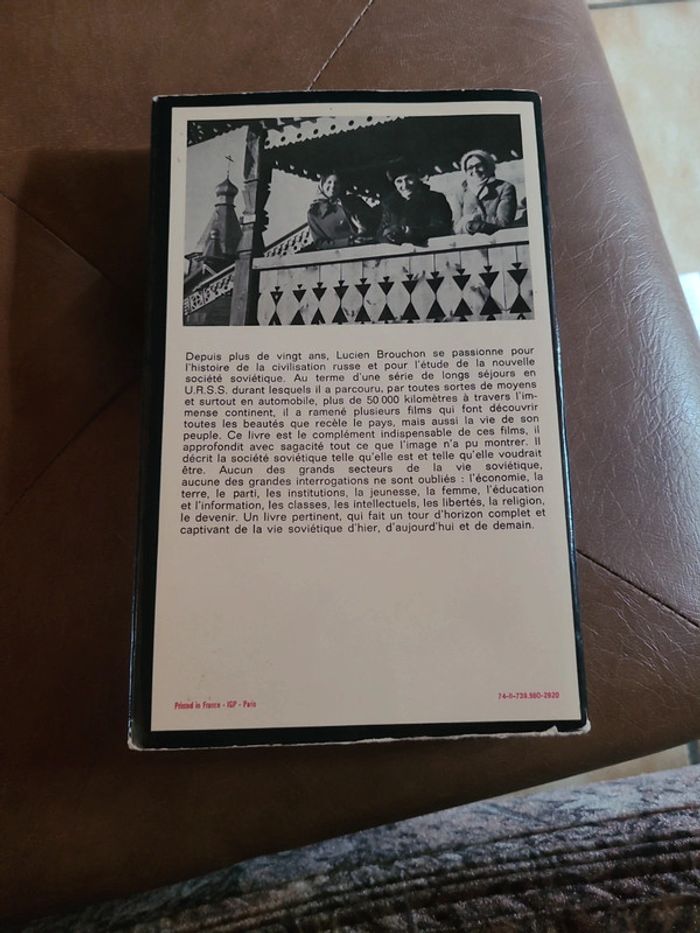 Depuis plus de vingt ans, Lucien Brouchon se passionne pour
l'histoire de la civilisation russe et pour l'étude de la nouvelle
société soviétique. Au terme d'une série de longs séjours en
U.R.S.S. durant lesquels il a parcouru, par toutes sortes de moyens
et surtout en automobile, plus de 50 000 kilomètres à travers l'im-
mense continent, il a ramené plusieurs films qui font découvrir
toutes les beautés que recèle le pays, mais aussi la vie de son
peuple. Ce livre est le complément indispensable de ces films, il
approfondit avec sagacité tout ce que l'image n'a pu montrer. Il
décrit la société soviétique telle qu'elle est et telle qu'elle voudrait
être. Aucun des grands secteurs de la vie soviétique,
aucune des grandes interrogations ne sont oubliés : l'économie, la
terre, le parti, les institutions, la jeunesse, la femme, l'éducation
et l'information, les classes, les intellectuels, les libertés, la religion,
le devenir. Un livre pertinent, qui fait un tour d'horizon complet et
captivant de la vie soviétique d'hier, d'aujourd'hui et de demain.
Printed in France - IGP - Paris
74-II-739.980-2920